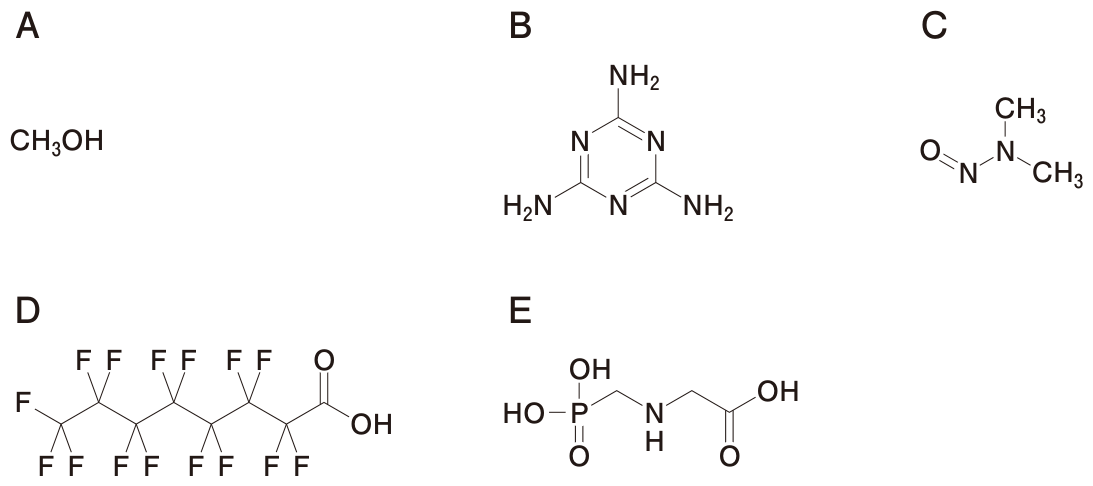 A
B
C
CH₃OH
NH₂
N N
H₂N N NH₂
CH₃
O N
N CH₃
D
E
F F F F F F O
F
OH
F F F F F F F F
OH
HO P N OH
H
O O